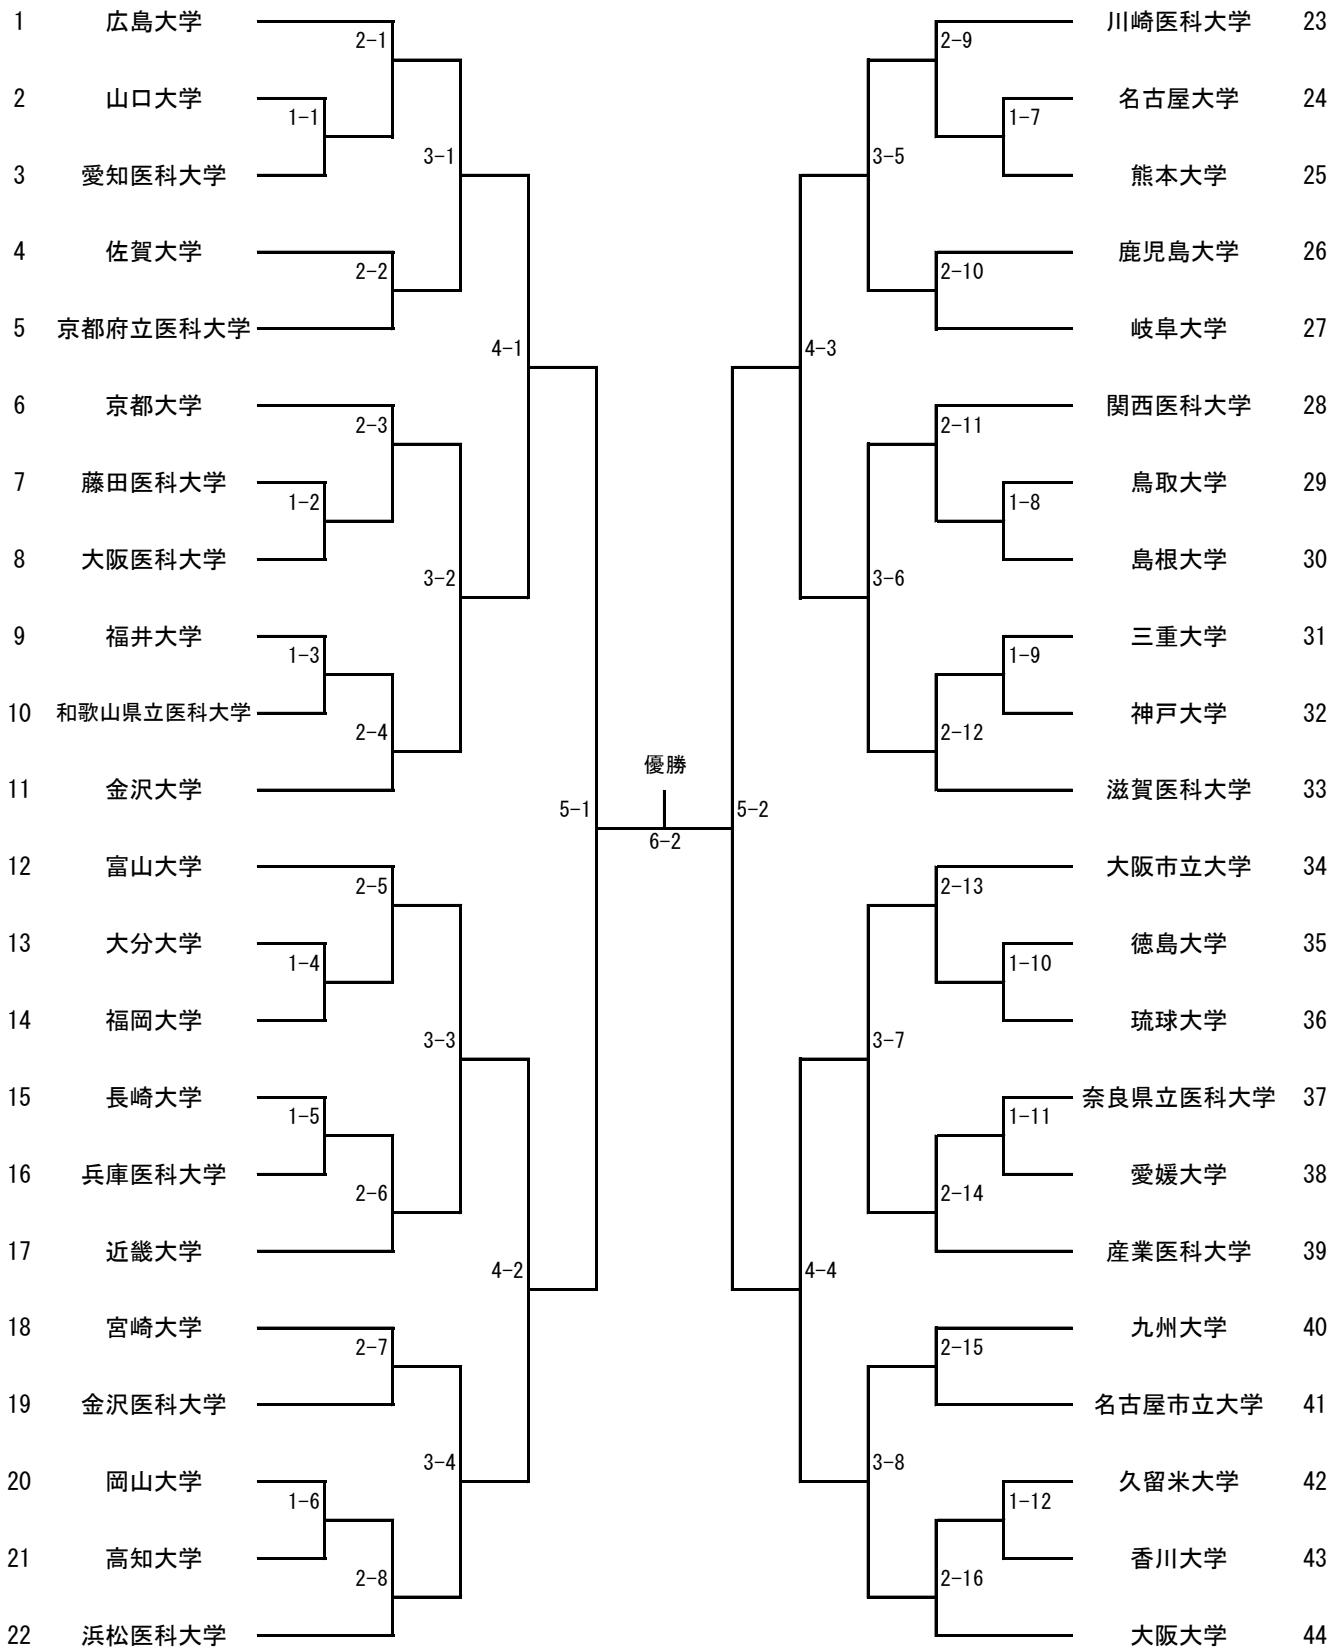 1 広島大学 2-1 2-9 川崎医科大学 23
2 山口大学 1-1 1-7 名古屋大学 24
3-1 3-5
3 愛知医科大学 熊本大学 25
4 佐賀大学 2-2 2-10 鹿児島大学 26
5 京都府立医科大学 岐阜大学 27
4-1 4-3
6 京都大学 2-3 2-11 関西医科大学 28
7 藤田医科大学 1-2 1-8 鳥取大学 29
8 大阪医科大学 島根大学 30
3-2 3-6
9 福井大学 1-3 1-9 三重大学 31
10 和歌山県立医科大学 神戸大学 32
2-4 2-12
優勝
11 金沢大学 滋賀医科大学 33
5-1 5-2
6-2
12 富山大学 2-5 2-13 大阪市立大学 34
13 大分大学 1-4 1-10 徳島大学 35
14 福岡大学 琉球大学 36
3-3 3-7
15 長崎大学 1-5 1-11 奈良県立医科大学 37
16 兵庫医科大学 愛媛大学 38
2-6 2-14
17 近畿大学 産業医科大学 39
4-2 4-4
18 宮崎大学 2-7 2-15 九州大学 40
19 金沢医科大学 名古屋市立大学 41
3-4 3-8
20 岡山大学 1-6 1-12 久留米大学 42
21 高知大学 香川大学 43
2-8 2-16
22 浜松医科大学 大阪大学 44